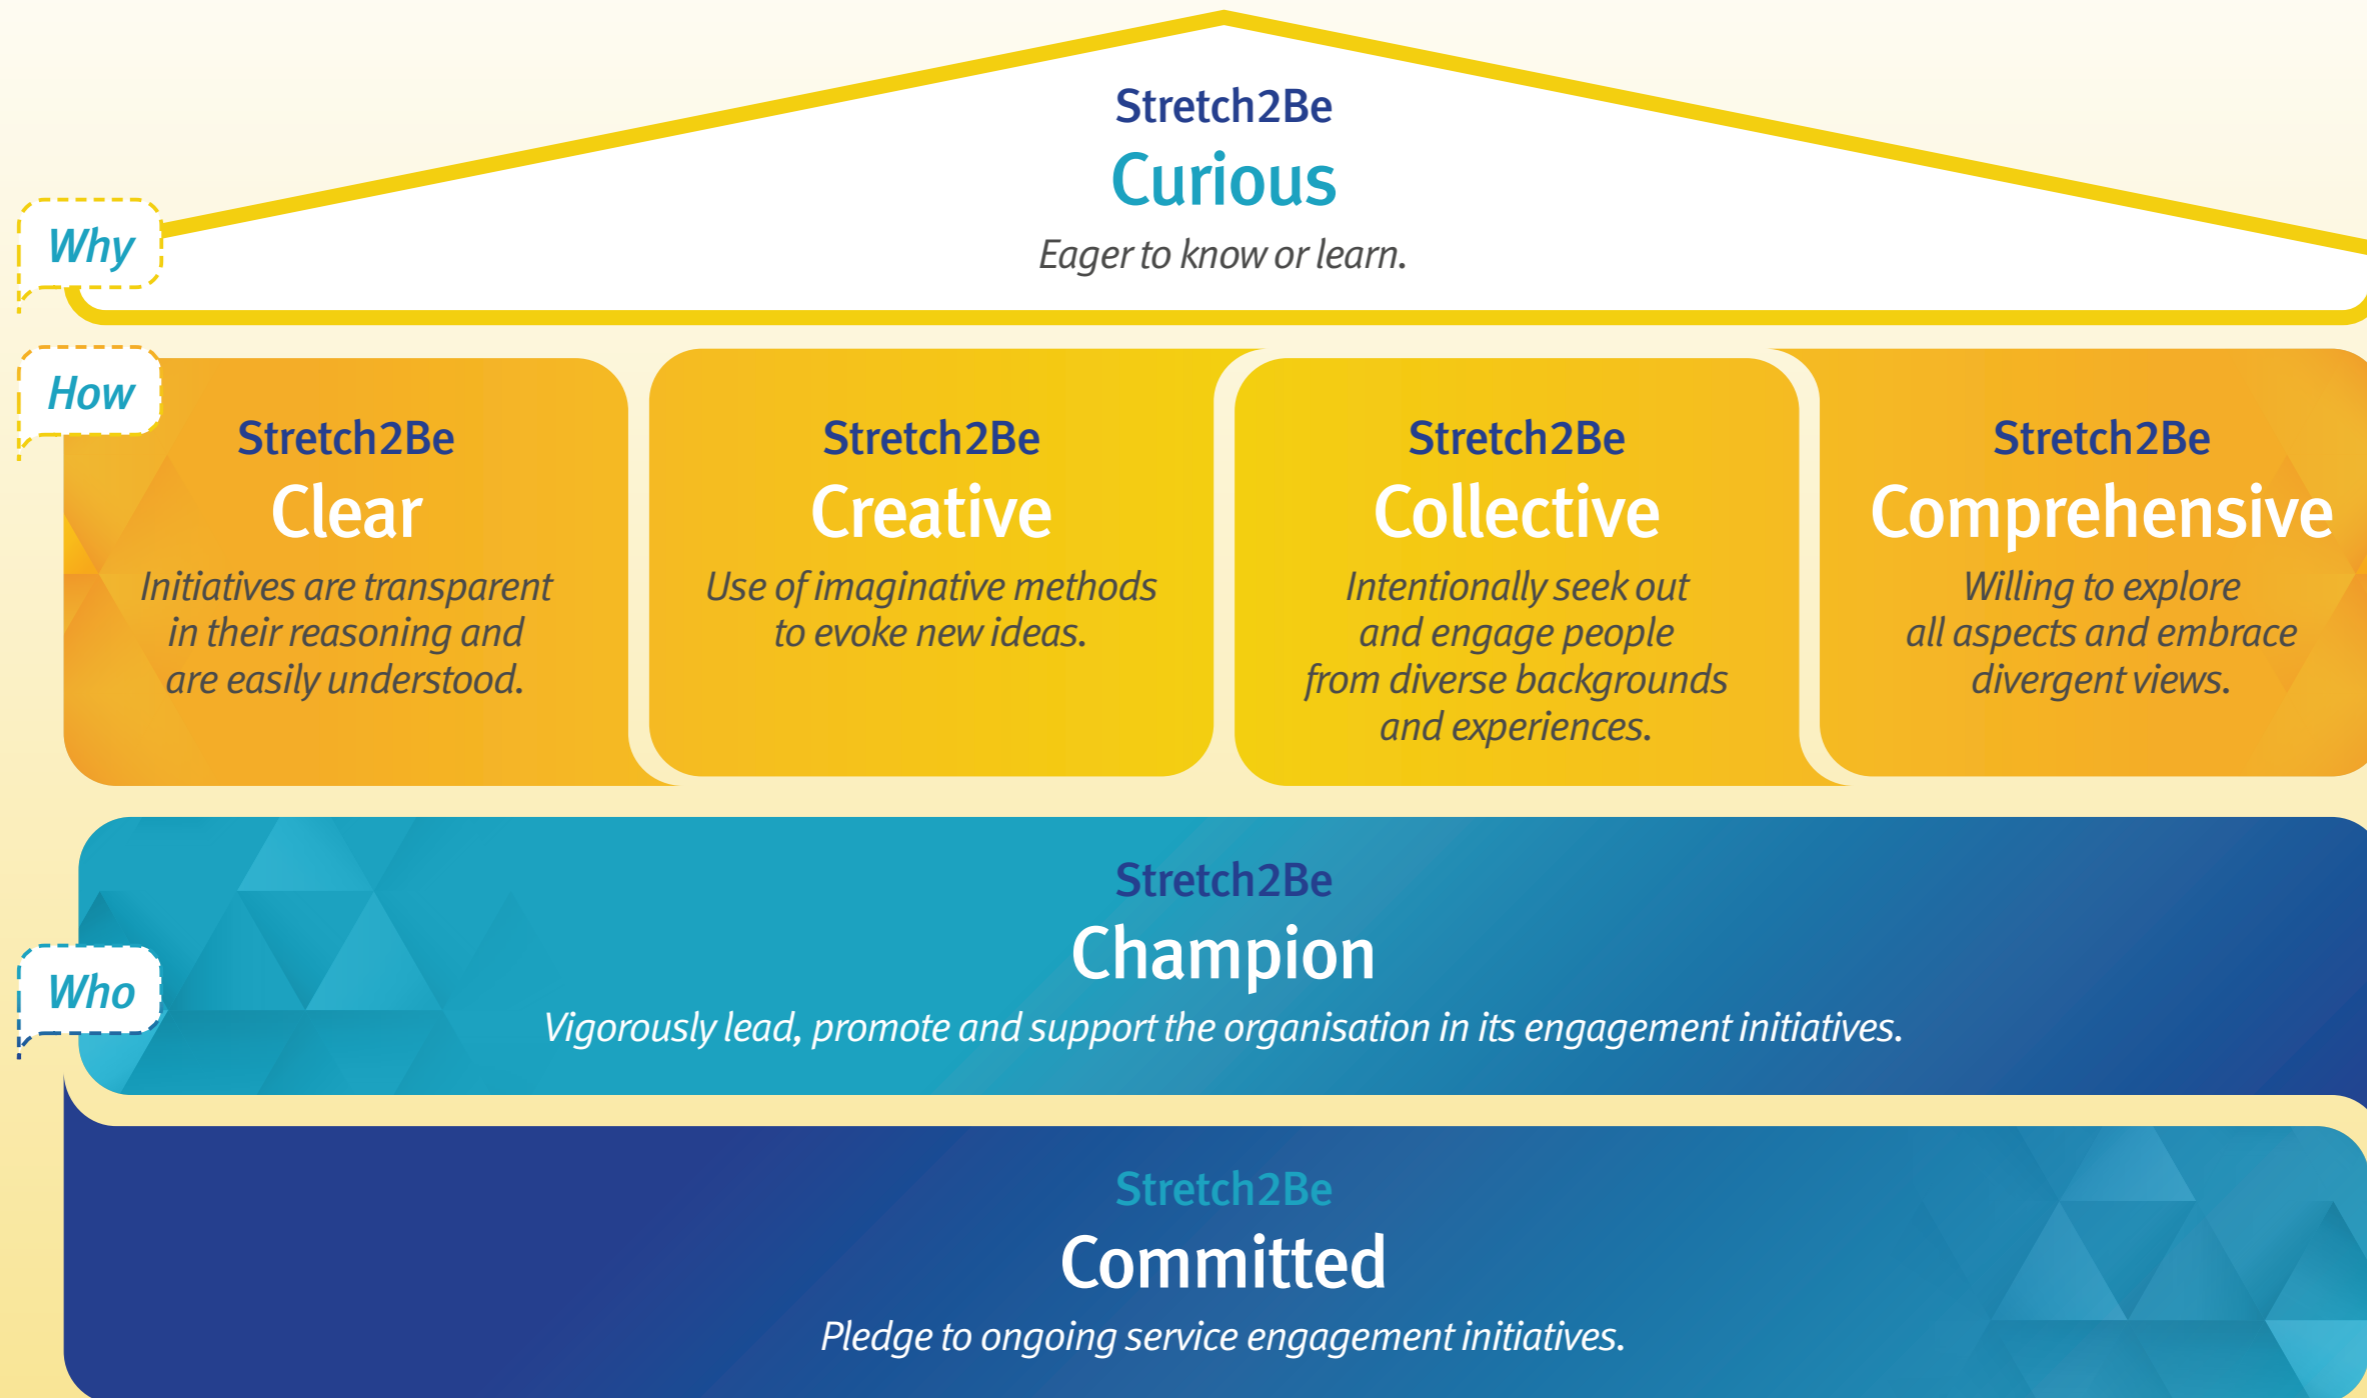 Stretch2Be
Curious
Eager to know or learn.
Why
How
Stretch2Be
Clear
Initiatives are transparent
in their reasoning and
are easily understood.
Stretch2Be
Creative
Use of imaginative methods
to evoke new ideas.
Stretch2Be
Collective
Intentionally seek out
and engage people
from diverse backgrounds
and experiences.
Stretch2Be
Comprehensive
Willing to explore
all aspects and embrace
divergent views.
Who
Stretch2Be
Champion
Vigorously lead, promote and support the organisation in its engagement initiatives.
Stretch2Be
Committed
Pledge to ongoing service engagement initiatives.